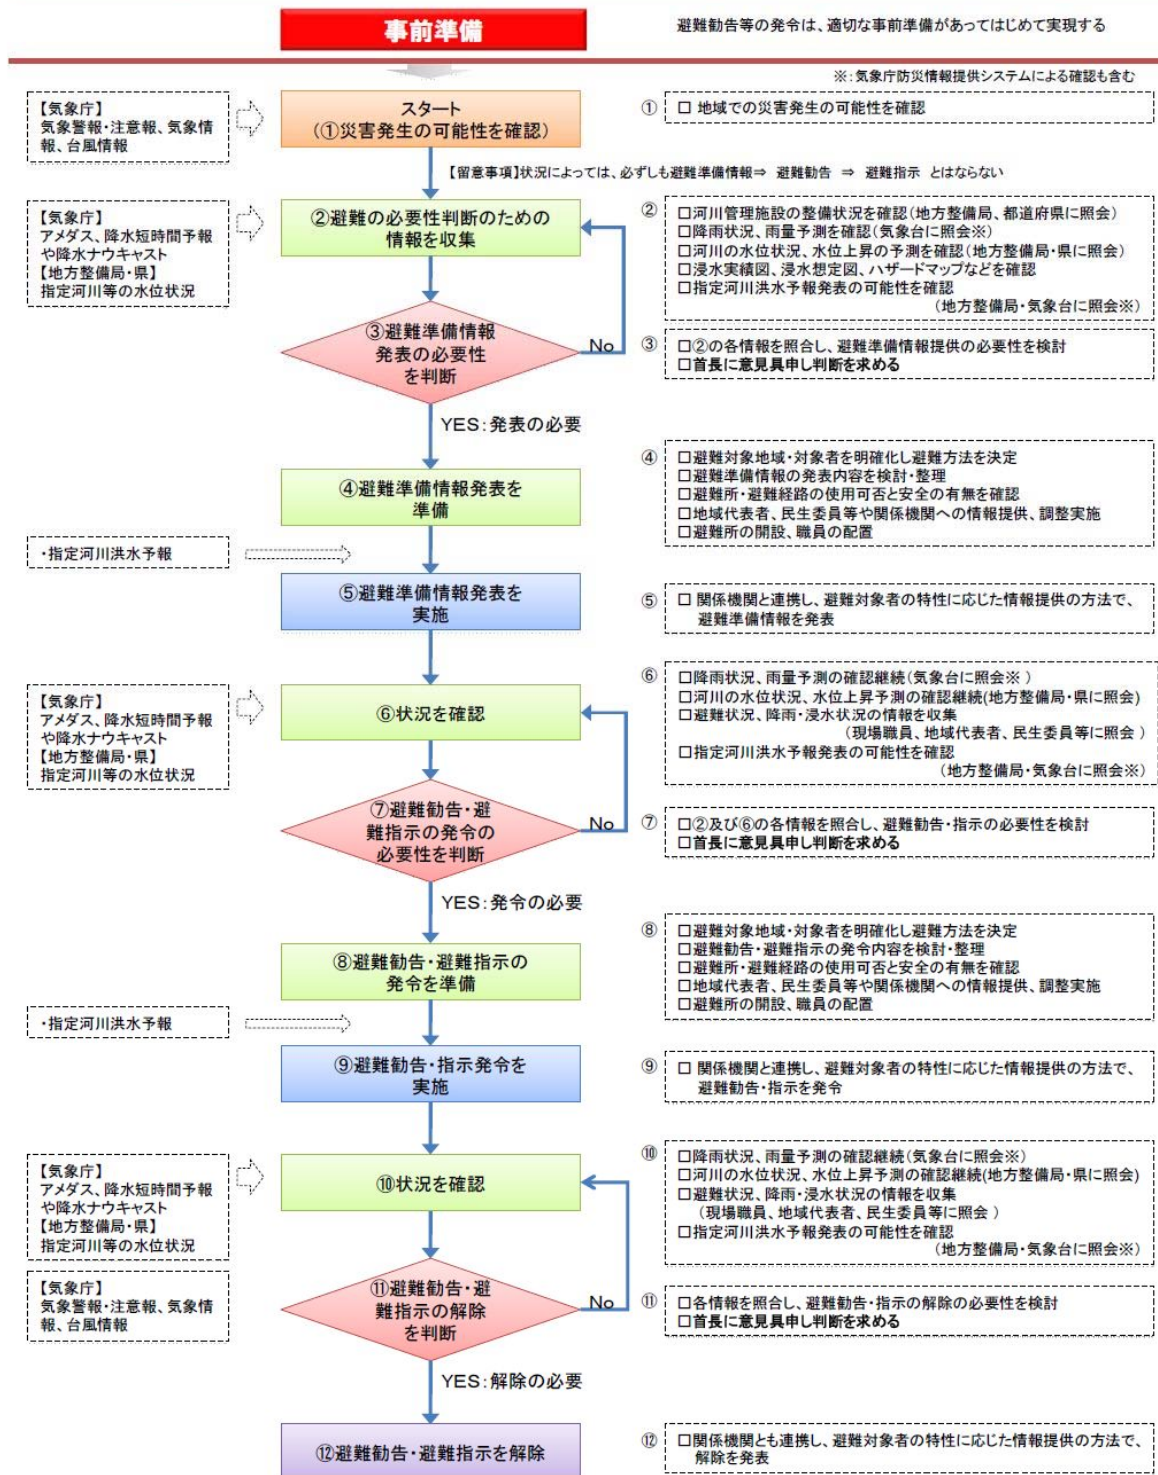 事前準備
避難勧告等の発令は、適切な事前準備があってはじめて実現する
※：気象庁防災情報提供システムによる確認も含む
【気象庁】
気象警報・注意報、気象情
報、台風情報
スタート
（①災害発生の可能性を確認）
① □ 地域での災害発生の可能性を確認
【留意事項】状況によっては、必ずしも避難準備情報⇒ 避難勧告 ⇒ 避難指示 とはならない
【気象庁】
アメダス、降水短時間予報
や降水ナウキャスト
【地方整備局・県】
指定河川等の水位状況
②避難の必要性判断のための
情報を収集
② □河川管理施設の整備状況を確認（地方整備局、都道府県に照会）
□降雨状況、雨量予測を確認（気象台に照会※）
□河川の水位状況、水位上昇の予測を確認（地方整備局・県に照会）
□浸水実績図、浸水想定図、ハザードマップなどを確認
□指定河川洪水予報発表の可能性を確認
（地方整備局・気象台に照会※）
③避難準備情報
発表の必要性
を判断
No
③ □②の各情報を照合し、避難準備情報提供の必要性を検討
□首長に意見具申し判断を求める
YES：発表の必要
④避難準備情報発表を
準備
④ □避難対象地域・対象者を明確化し避難方法を決定
□避難準備情報の発表内容を検討・整理
□避難所・避難経路の使用可否と安全の有無を確認
□地域代表者、民生委員等や関係機関への情報提供、調整実施
□避難所の開設、職員の配置
・指定河川洪水予報
⑤避難準備情報発表を
実施
⑤ □ 関係機関と連携し、避難対象者の特性に応じた情報提供の方法で、
避難準備情報を発表
【気象庁】
アメダス、降水短時間予報
や降水ナウキャスト
【地方整備局・県】
指定河川等の水位状況
⑥状況を確認
⑥ □降雨状況、雨量予測の確認継続（気象台に照会※ ）
□河川の水位状況、水位上昇予測の確認継続(地方整備局・県に照会)
□避難状況、降雨・浸水状況の情報を収集
（現場職員、地域代表者、民生委員等に照会 ）
□指定河川洪水予報発表の可能性を確認
（地方整備局・気象台に照会※）
⑦避難勧告・避
難指示の発令の
必要性を判断
No
⑦ □②及び⑥の各情報を照合し、避難勧告・指示の必要性を検討
□首長に意見具申し判断を求める
YES：発令の必要
⑧避難勧告・避難指示の
発令を準備
⑧ □避難対象地域・対象者を明確化し避難方法を決定
□避難勧告・避難指示の発令内容を検討・整理
□避難所・避難経路の使用可否と安全の有無を確認
□地域代表者、民生委員等や関係機関への情報提供、調整実施
□避難所の開設、職員の配置
・指定河川洪水予報
⑨避難勧告・指示発令を
実施
⑨ □ 関係機関と連携し、避難対象者の特性に応じた情報提供の方法で、
避難勧告・指示を発令
【気象庁】
アメダス、降水短時間予報
や降水ナウキャスト
【地方整備局・県】
指定河川等の水位状況
⑩状況を確認
⑩ □降雨状況、雨量予測の確認継続（気象台に照会※）
□河川の水位状況、水位上昇予測の確認継続(地方整備局・県に照会)
□避難状況、降雨・浸水状況の情報を収集
（現場職員、地域代表者、民生委員等に照会 ）
□指定河川洪水予報発表の可能性を確認
（地方整備局・気象台に照会※）
【気象庁】
気象警報・注意報、気象情
報、台風情報
⑪避難勧告・避
難指示の解除
を判断
No
⑪ □各情報を照合し、避難勧告・指示の解除の必要性を検討
□首長に意見具申し判断を求める
YES：解除の必要
⑫避難勧告・避難指示を解除
⑫ □関係機関とも連携し、避難対象者の特性に応じた情報提供の方法で、
解除を発表